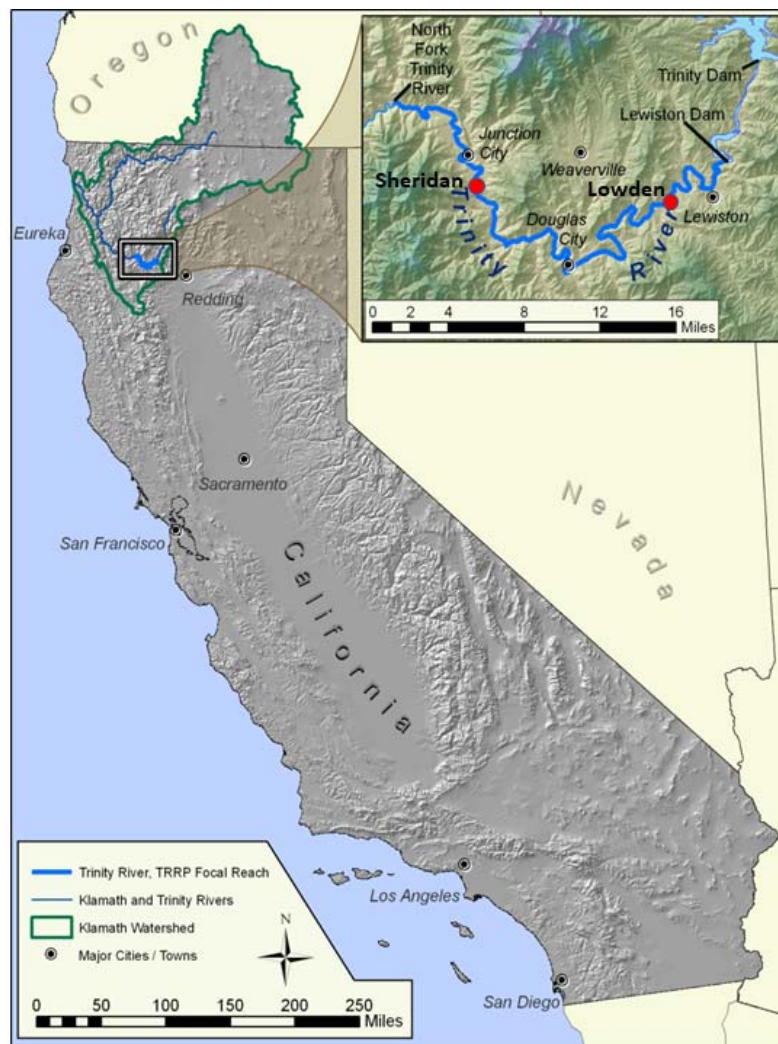 Oregon
North
Fork
Trinity
River
Trinity Dam
Lewiston Dam
Junction
City
Weaverville
Sheridan
Lowden
Trinity
Douglas
City
River
Lewiston
0 2 4 8 12 16
Miles
Eureka
Redding
Sacramento
San Francisco
California
Nevada
Los Angeles
San Diego
Trinity River, TRRP Focal Reach
Klamath and Trinity Rivers
Klamath Watershed
Major Cities / Towns
N
0 50 100 150 200 250
Miles